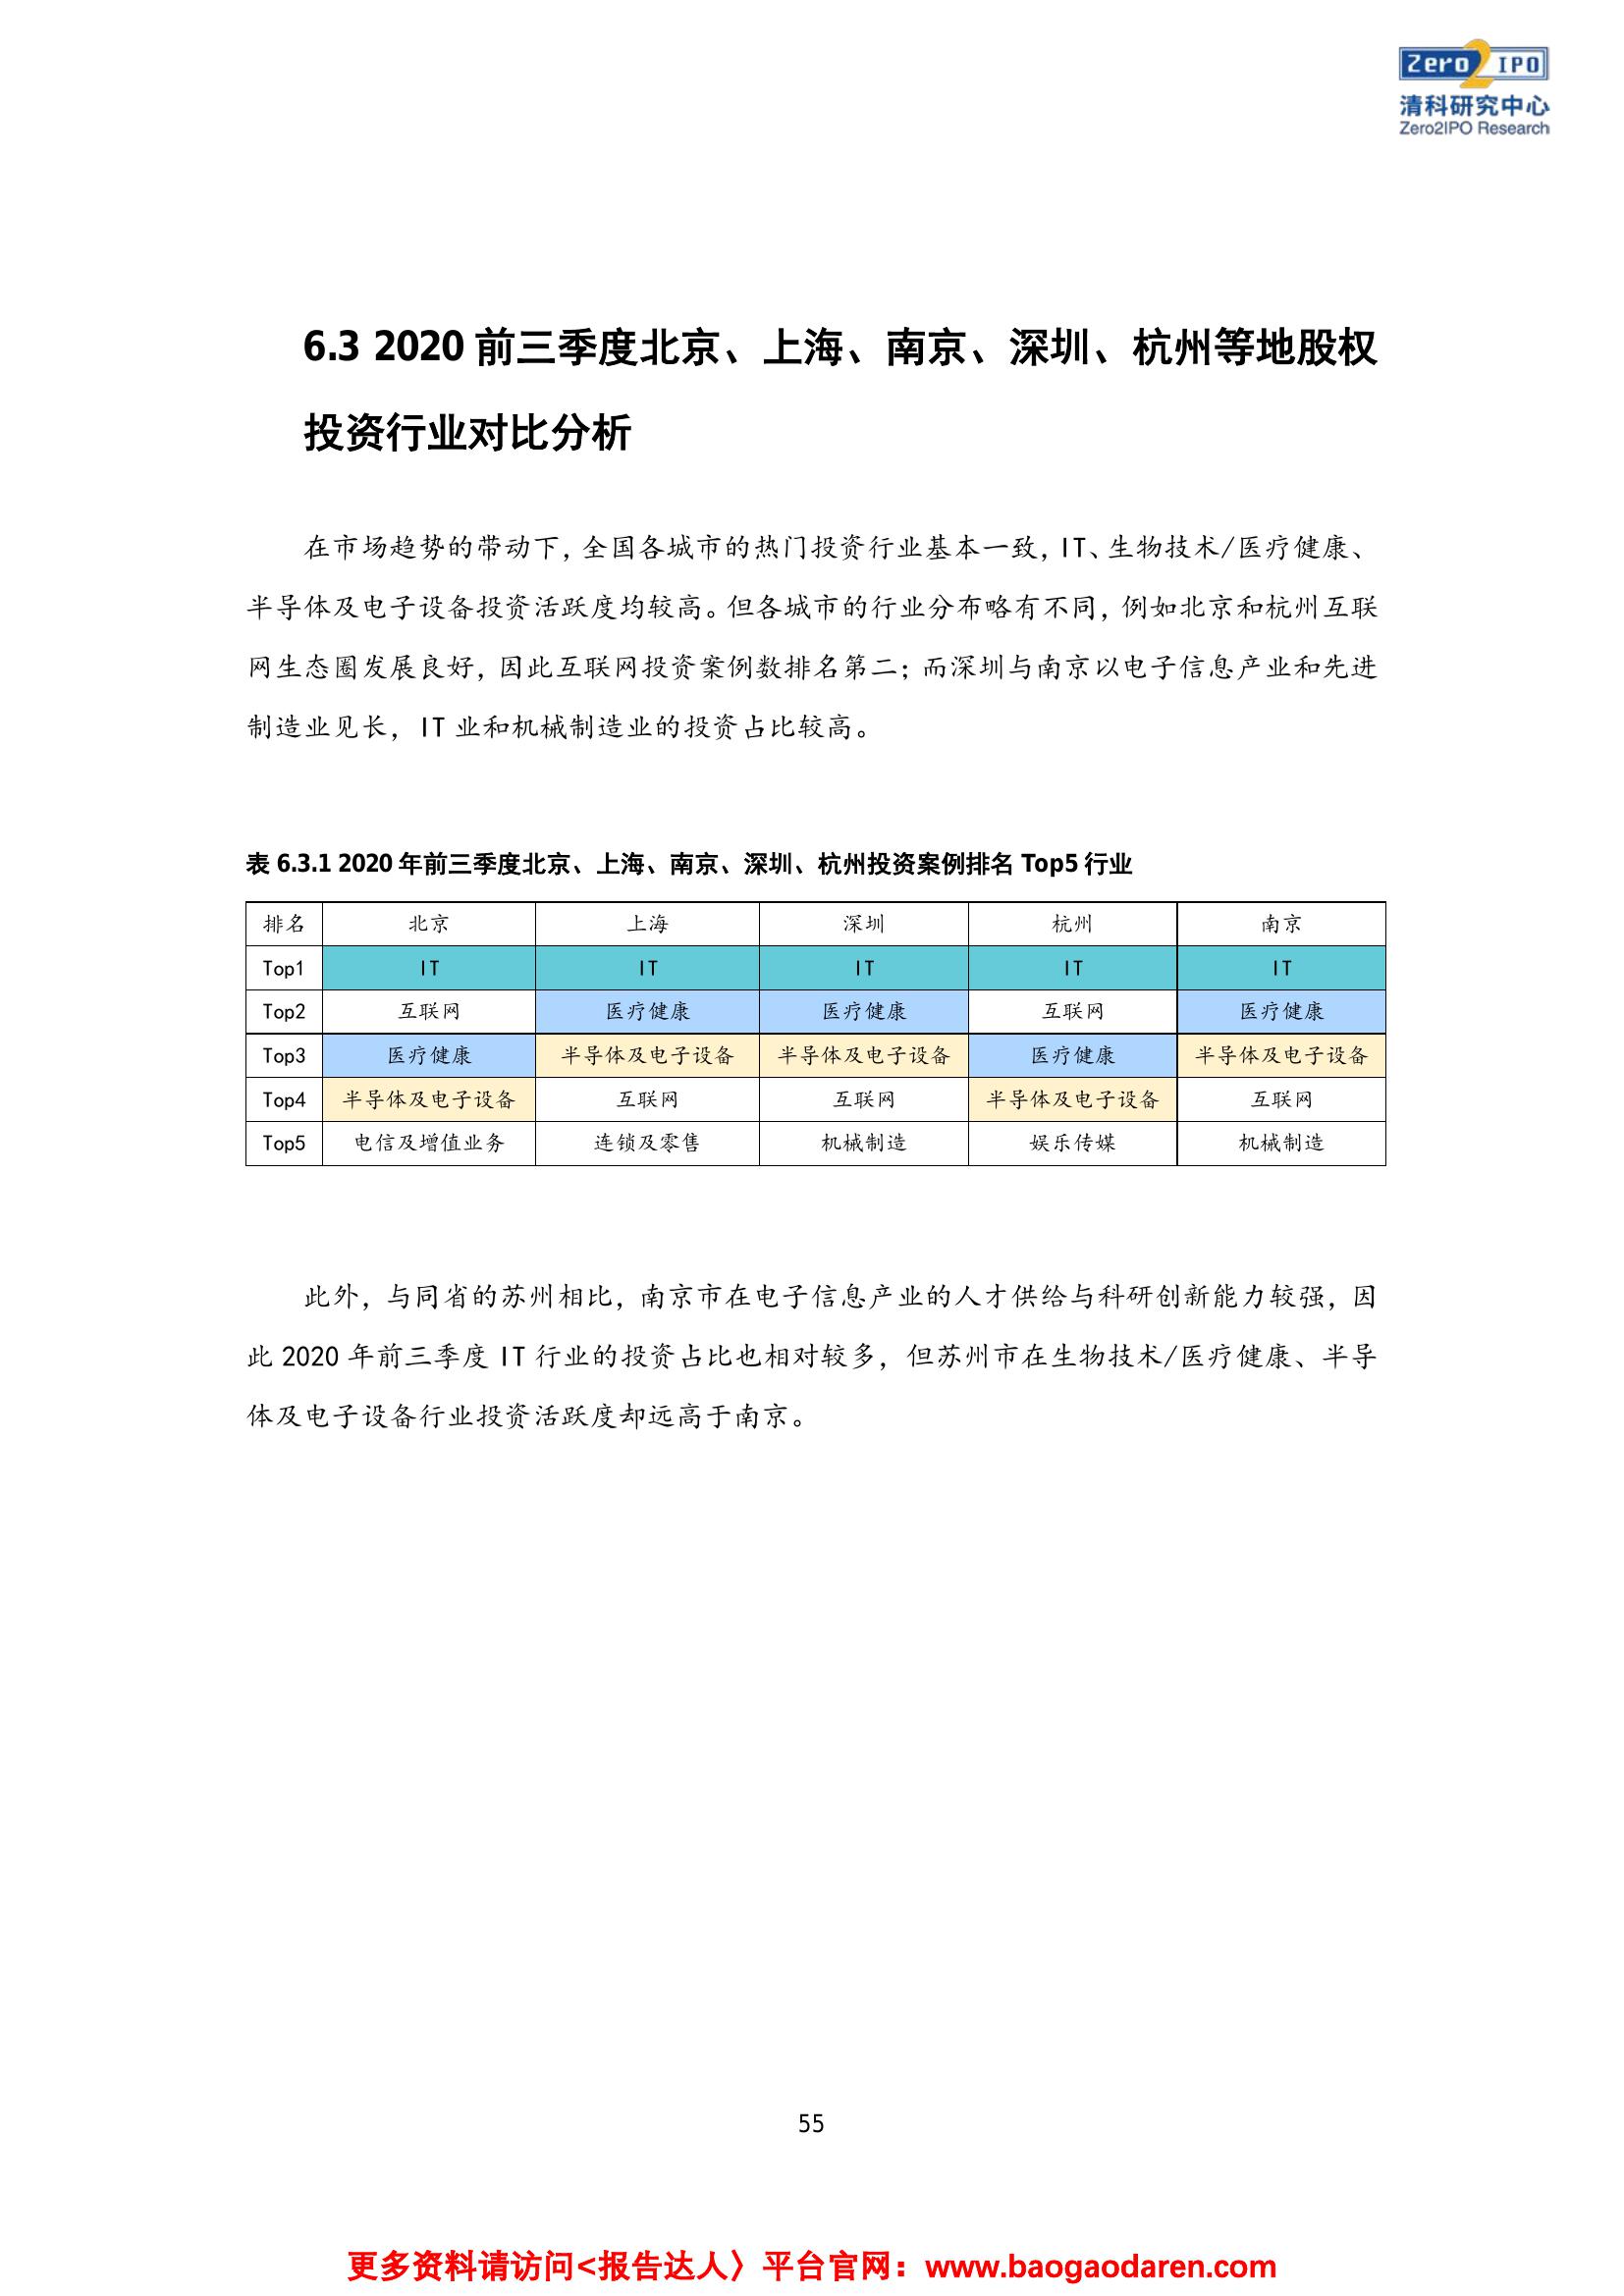 Zero2IPO
清科研究中心
Zero2IPO Research
6.3 2020 前三季度北京、上海、南京、深圳、杭州等地股权
投资行业对比分析
在市场趋势的带动下，全国各城市的热门投资行业基本一致，IT、生物技术/医疗健康、
半导体及电子设备投资活跃度均较高。但各城市的行业分布略有不同，例如北京和杭州互联
网生态圈发展良好，因此互联网投资案例数排名第二；而深圳与南京以电子信息产业和先进
制造业见长，IT 业和机械制造业的投资占比较高。
表 6.3.1 2020 年前三季度北京、上海、南京、深圳、杭州投资案例排名 Top5 行业
排名 北京 上海 深圳 杭州 南京
Top1 IT IT IT IT IT
Top2 互联网 医疗健康 医疗健康 互联网 医疗健康
Top3 医疗健康 半导体及电子设备 半导体及电子设备 医疗健康 半导体及电子设备
Top4 半导体及电子设备 互联网 互联网 半导体及电子设备 互联网
Top5 电信及增值业务 连锁及零售 机械制造 娱乐传媒 机械制造
此外，与同省的苏州相比，南京市在电子信息产业的人才供给与科研创新能力较强，因
此 2020 年前三季度 IT 行业的投资占比也相对较多，但苏州市在生物技术/医疗健康、半导
体及电子设备行业投资活跃度却远高于南京。
55
更多资料请访问<报告达人〉平台官网：www.baogaodaren.com